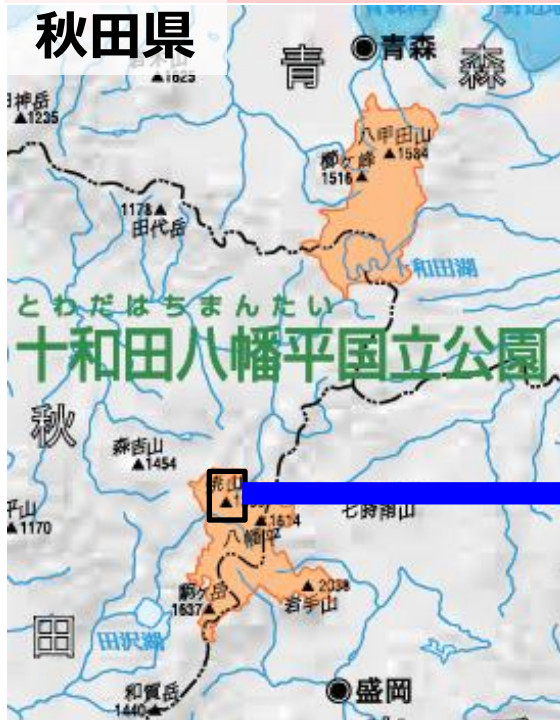 秋田県
青森
青森
▲1625
▲1235
八甲田山
▲1584
櫛ヶ峰
1516▲
1178▲
田代岳
十和田湖
とわだはちまんたい
十和田八幡平国立公園
秋田
森吉山
▲1454
焼山
▲1170
▲1614
八幡平
七時雨山
▲2038
岩手山
駒ヶ岳
1637▲
田沢湖
和賀岳
1440▲
盛岡